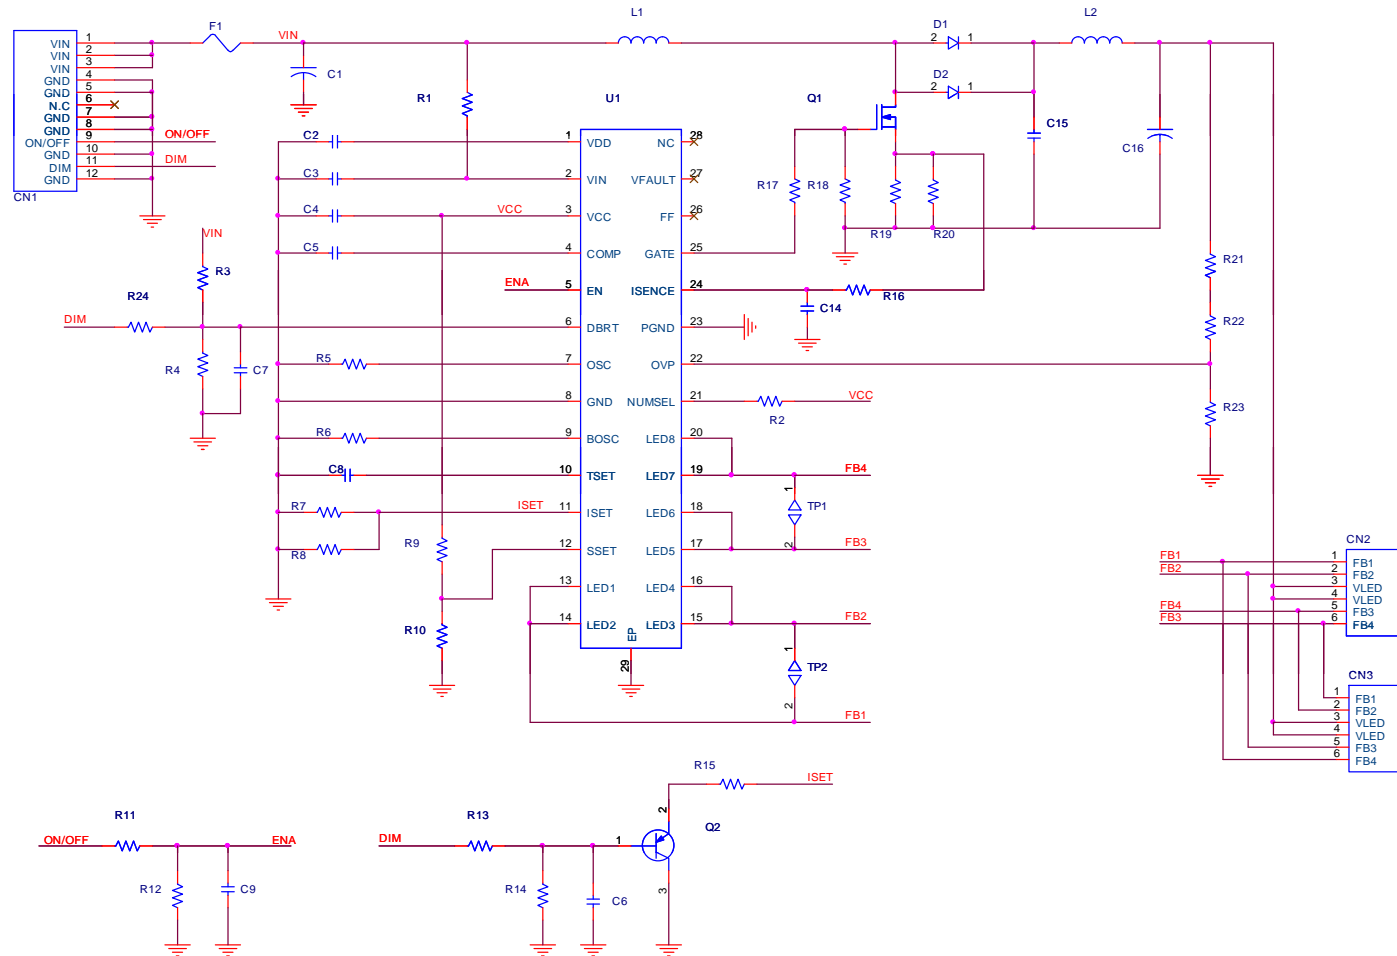 L1
D1
L2
F1
VIN
2 1
1
2
3
4
5
6
7
8
9
10
11
12
VIN
VIN
VIN
GND
GND
N.C
GND
GND
ON/OFF
GND
DIM
GND
CN1
ON/OFF
DIM
C1
R1
U1
Q1
D2
2 1
C15
C16
C2
C3
C4
C5
VCC
ENA
1 VDD
2 VIN
3 VCC
4 COMP
5 EN
6 DBRT
7 OSC
8 GND
9 BOSC
10 TSET
11 ISET
12 SSET
13 LED1
14 LED2
NC 28
VFAULT 27
FF 26
GATE 25
ISENCE 24
PGND 23
OVP 22
NUMSEL 21
LED8 20
LED7 19
LED6 18
LED5 17
LED4 16
LED3 15
EP
29
R17
R18
R19
R20
R16
C14
R21
R22
R23
VIN
R3
R24
DIM
R4
C7
R5
R6
C8
R7
R8
ISET
R9
R10
R2
VCC
FB4
1
TP1
2
FB3
FB2
1
TP2
2
FB1
CN2
FB1
FB2
FB4
FB3
1 FB1
2 FB2
3 VLED
4 VLED
5 FB3
6 FB4
CN3
1 FB1
2 FB2
3 VLED
4 VLED
5 FB3
6 FB4
R15
ISET
R11
ON/OFF
ENA
R12
C9
R13
DIM
R14
C6
1
2
Q2
3